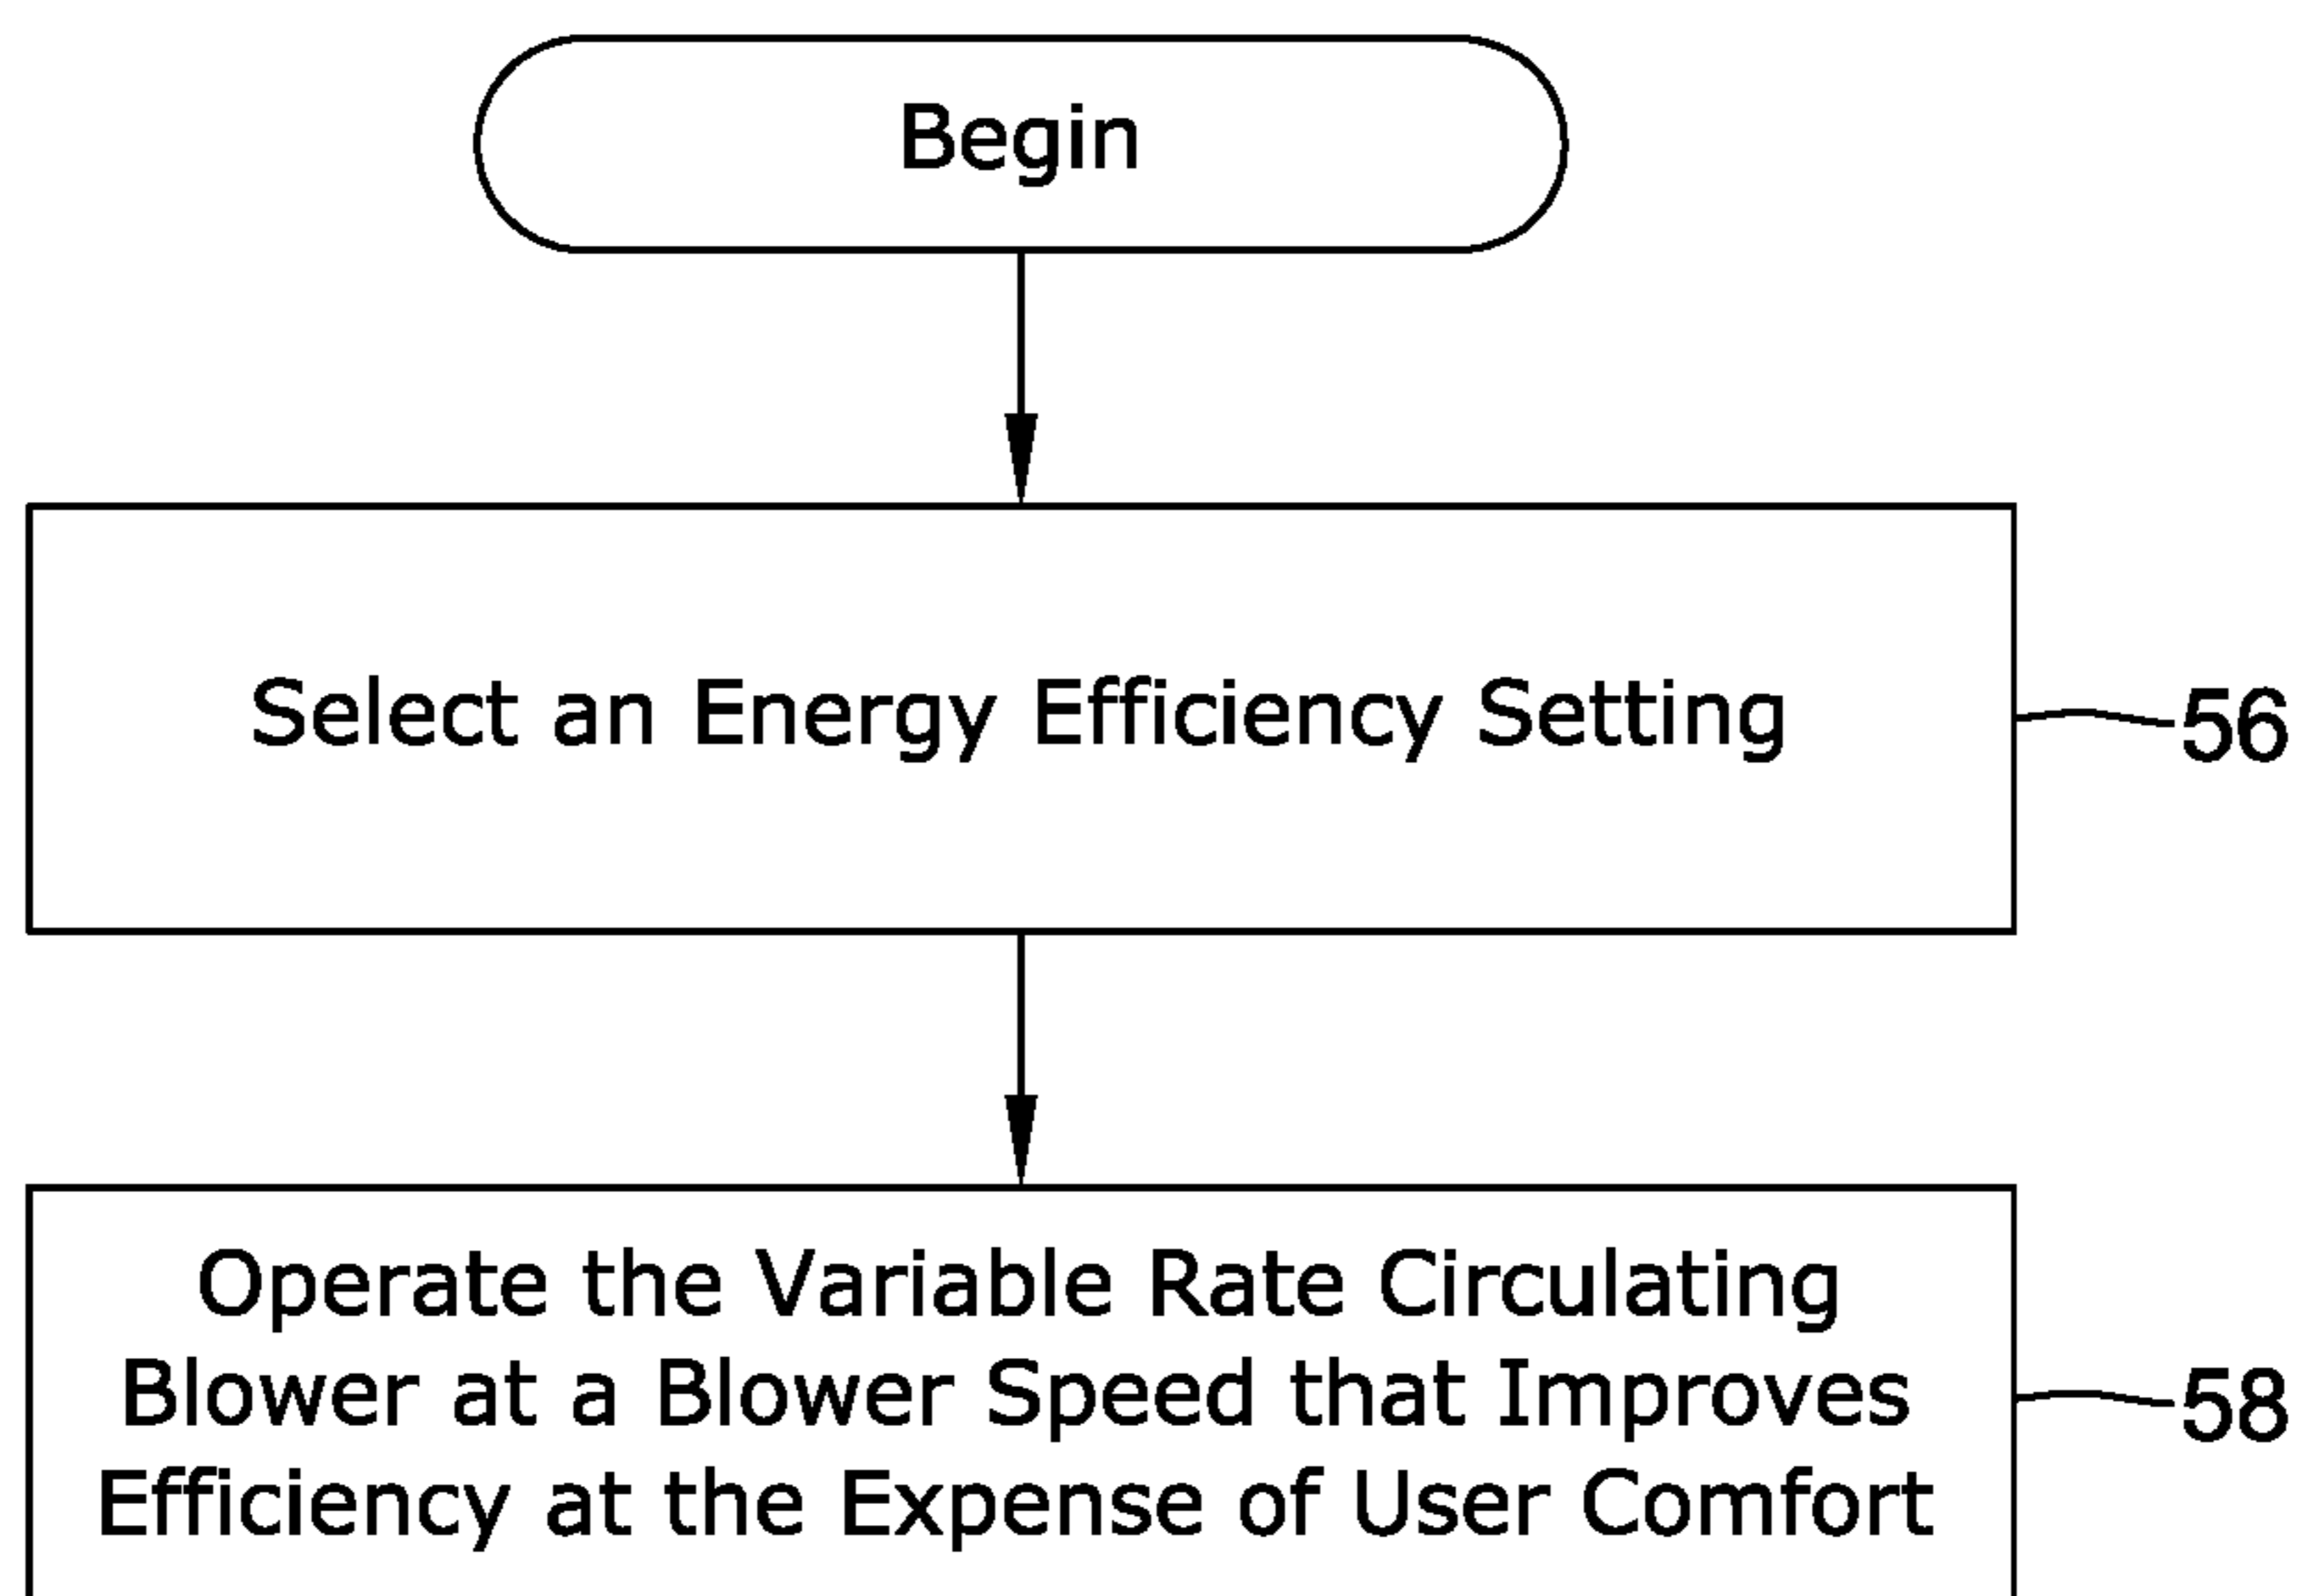 Begin
Select an Energy Efficiency Setting
56
Operate the Variable Rate Circulating
Blower at a Blower Speed that Improves
58
Efficiency at the Expense of User Comfort